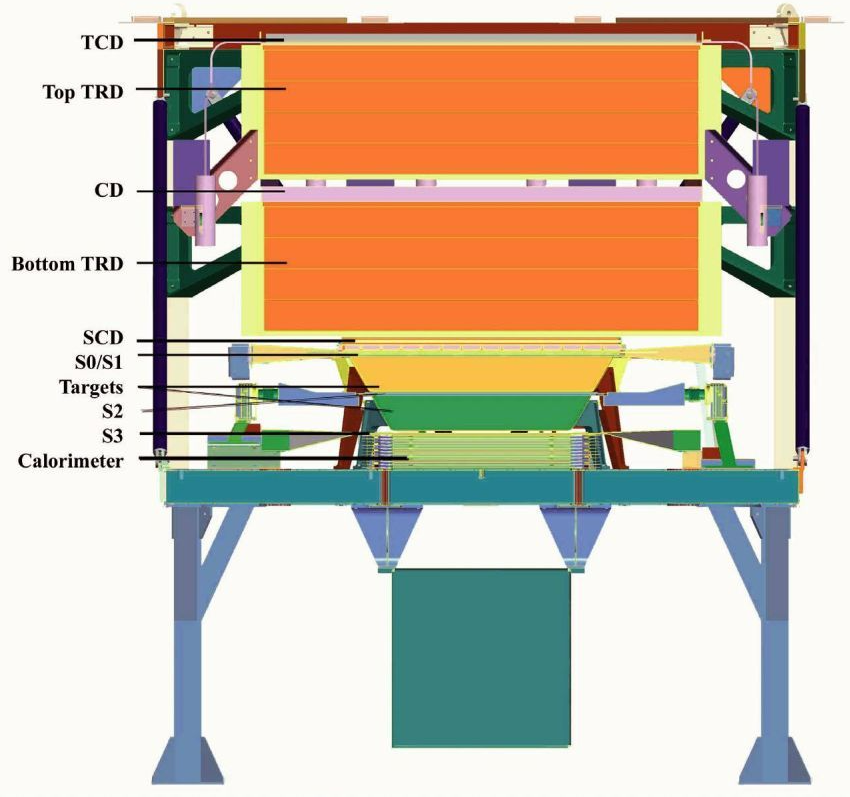 TCD
Top TRD
CD
Bottom TRD
SCD
S0/S1
Targets
S2
S3
Calorimeter